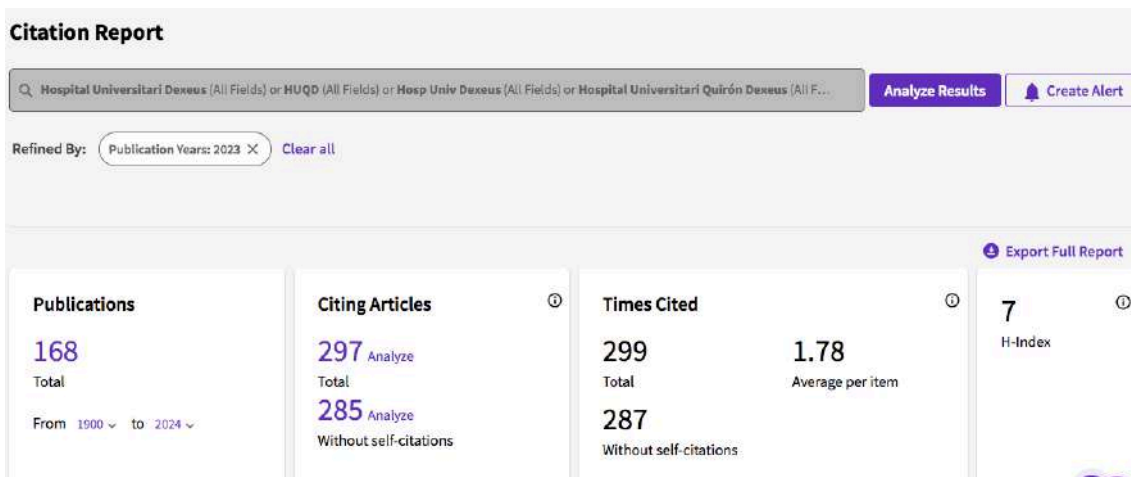 Citation Report
Hospital Universitari Dexeus (All Fields) or HUQD (All Fields) or Hosp Univ Dexeus (All Fields) or Hospital Universitari Quirón Dexeus (All F...
Analyze Results
Create Alert
Refined By:
Publication Years: 2023 ×
Clear all
Export Full Report
Publications
168
Total
From 1900 to 2024
Citing Articles
297 Analyze
Total
285 Analyze
Without self-citations
Times Cited
299
Total
1.78
Average per item
287
Without self-citations
7
H-Index